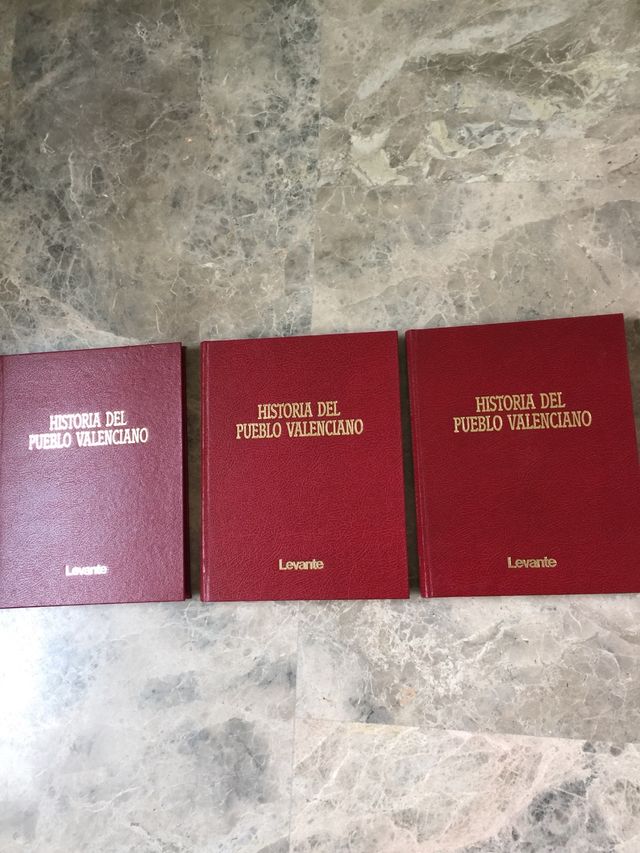 HISTORIA DEL
PUEBLO VALENCIANO
Levante
HISTORIA DEL
PUEBLO VALENCIANO
Levante
HISTORIA DEL
PUEBLO VALENCIANO
Levante